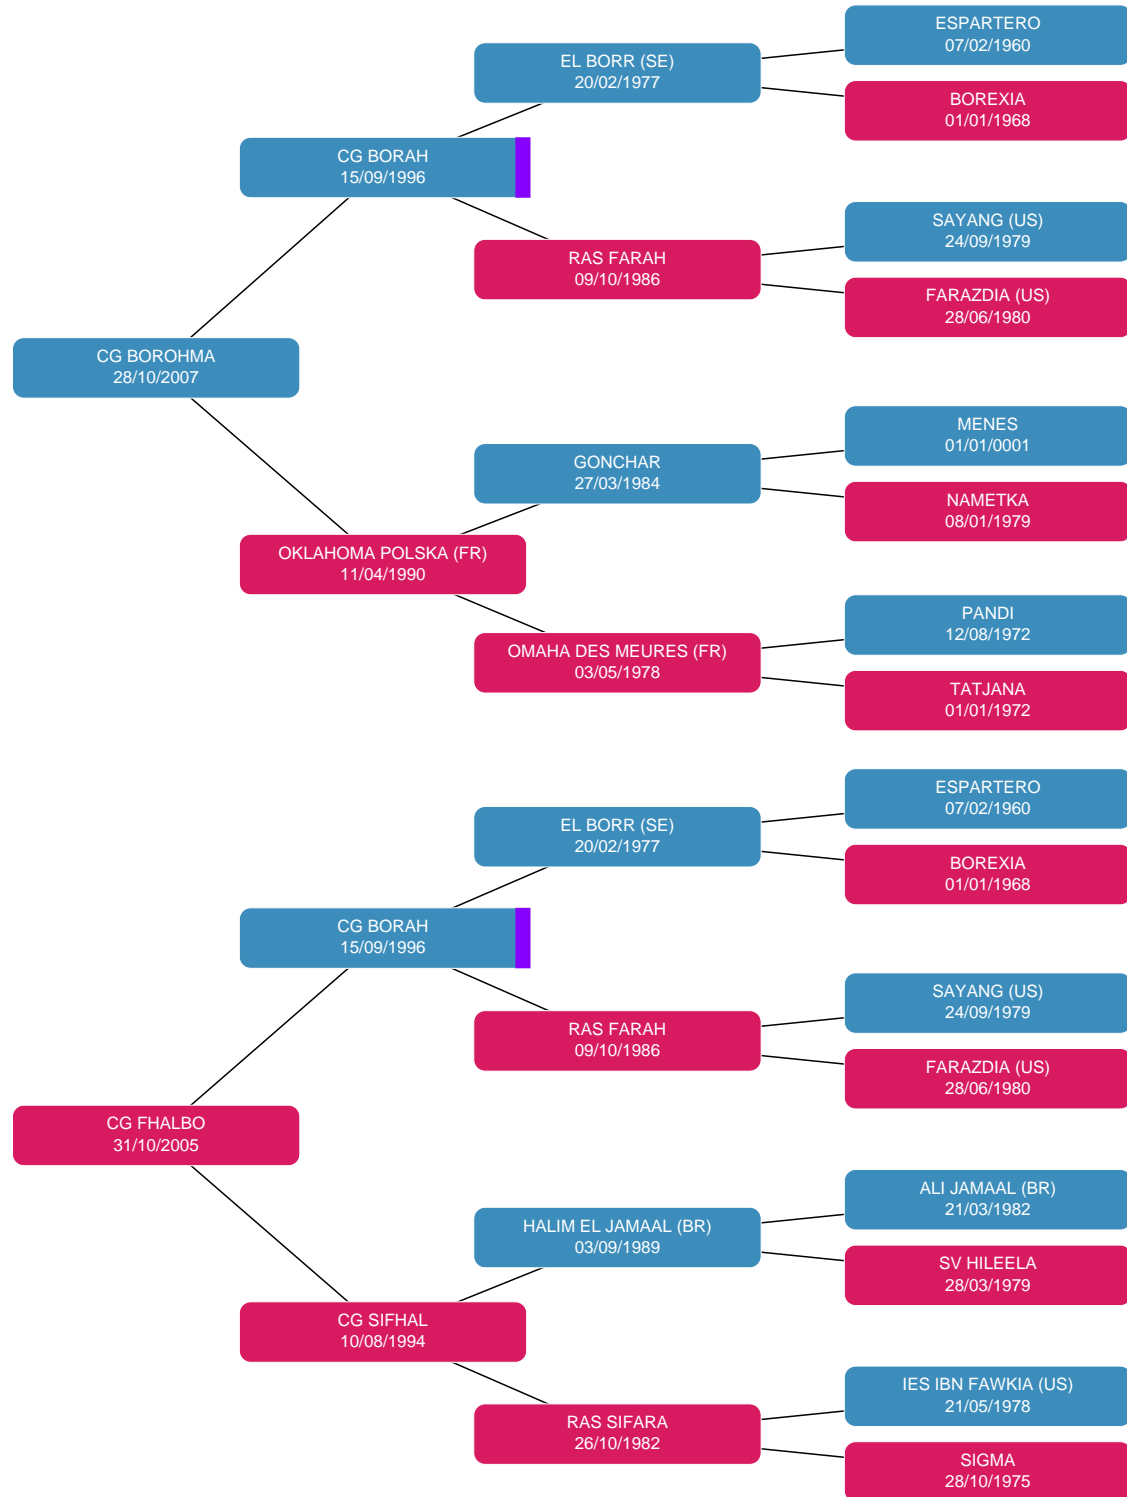 ESPARTERO
07/02/1960
EL BORR (SE)
20/02/1977
BOREXIA
01/01/1968
CG BORAH
15/09/1996
SAYANG (US)
24/09/1979
RAS FARAH
09/10/1986
FARAZDIA (US)
28/06/1980
CG BOROHMA
28/10/2007
MENES
01/01/0001
GONCHAR
27/03/1984
NAMETKA
08/01/1979
OKLAHOMA POLSKA (FR)
11/04/1990
PANDI
12/08/1972
OMAHA DES MEURES (FR)
03/05/1978
TATJANA
01/01/1972
ESPARTERO
07/02/1960
EL BORR (SE)
20/02/1977
BOREXIA
01/01/1968
CG BORAH
15/09/1996
SAYANG (US)
24/09/1979
RAS FARAH
09/10/1986
FARAZDIA (US)
28/06/1980
CG FHALBO
31/10/2005
ALI JAMAAL (BR)
21/03/1982
HALIM EL JAMAAL (BR)
03/09/1989
SV HILEELA
28/03/1979
CG SIFHAL
10/08/1994
IES IBN FAWKIA (US)
21/05/1978
RAS SIFARA
26/10/1982
SIGMA
28/10/1975